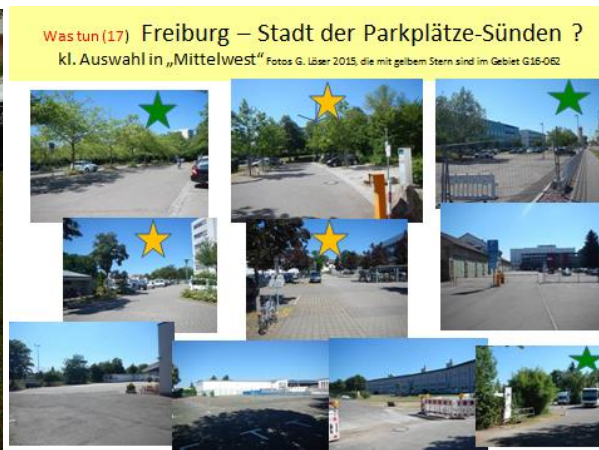 Was tun (17) Freiburg – Stadt der Parkplätze-Sünden ?
kl. Auswahl in „Mittelwest“ Fotos G. Löser 2015, die mit gelbem Stern sind im Gebiet G16-062